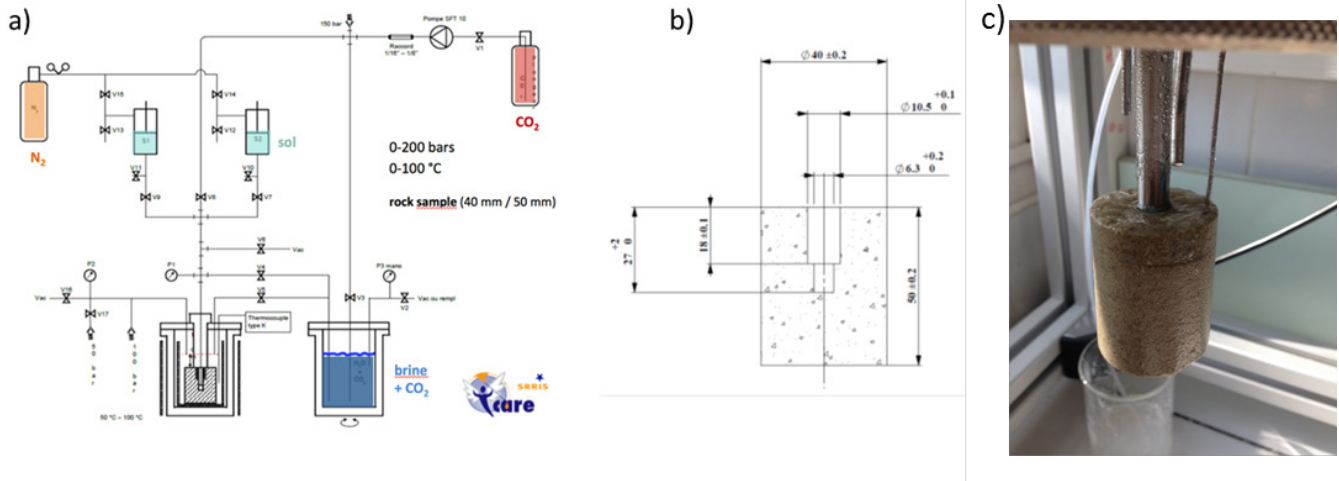 a)
150 bar
Pompe SFT 10
Raccord
1/16" – 1/8"
V1
N₂
V15
V14
V13
V12
S1
S2
sol
CO₂
N₂
V11
V10
V9
V8
V7
0-200 bars
0-100 °C
rock sample (40 mm / 50 mm)
V6
Vac
P2
P1
V4
P3 mano
Vac
V16
V5
V3
Vac ou rempl
V2
V17
Thermocouple
type K
50 bar
100 bar
brine
+ CO₂
50 °C – 100 °C
SRRIS
Icare
b)
Ø 40 ±0.2
+0.1
Ø 10.5 0
+0.2
Ø 6.3 0
+2
27 0
18 ±0.1
50 ±0.2
c)